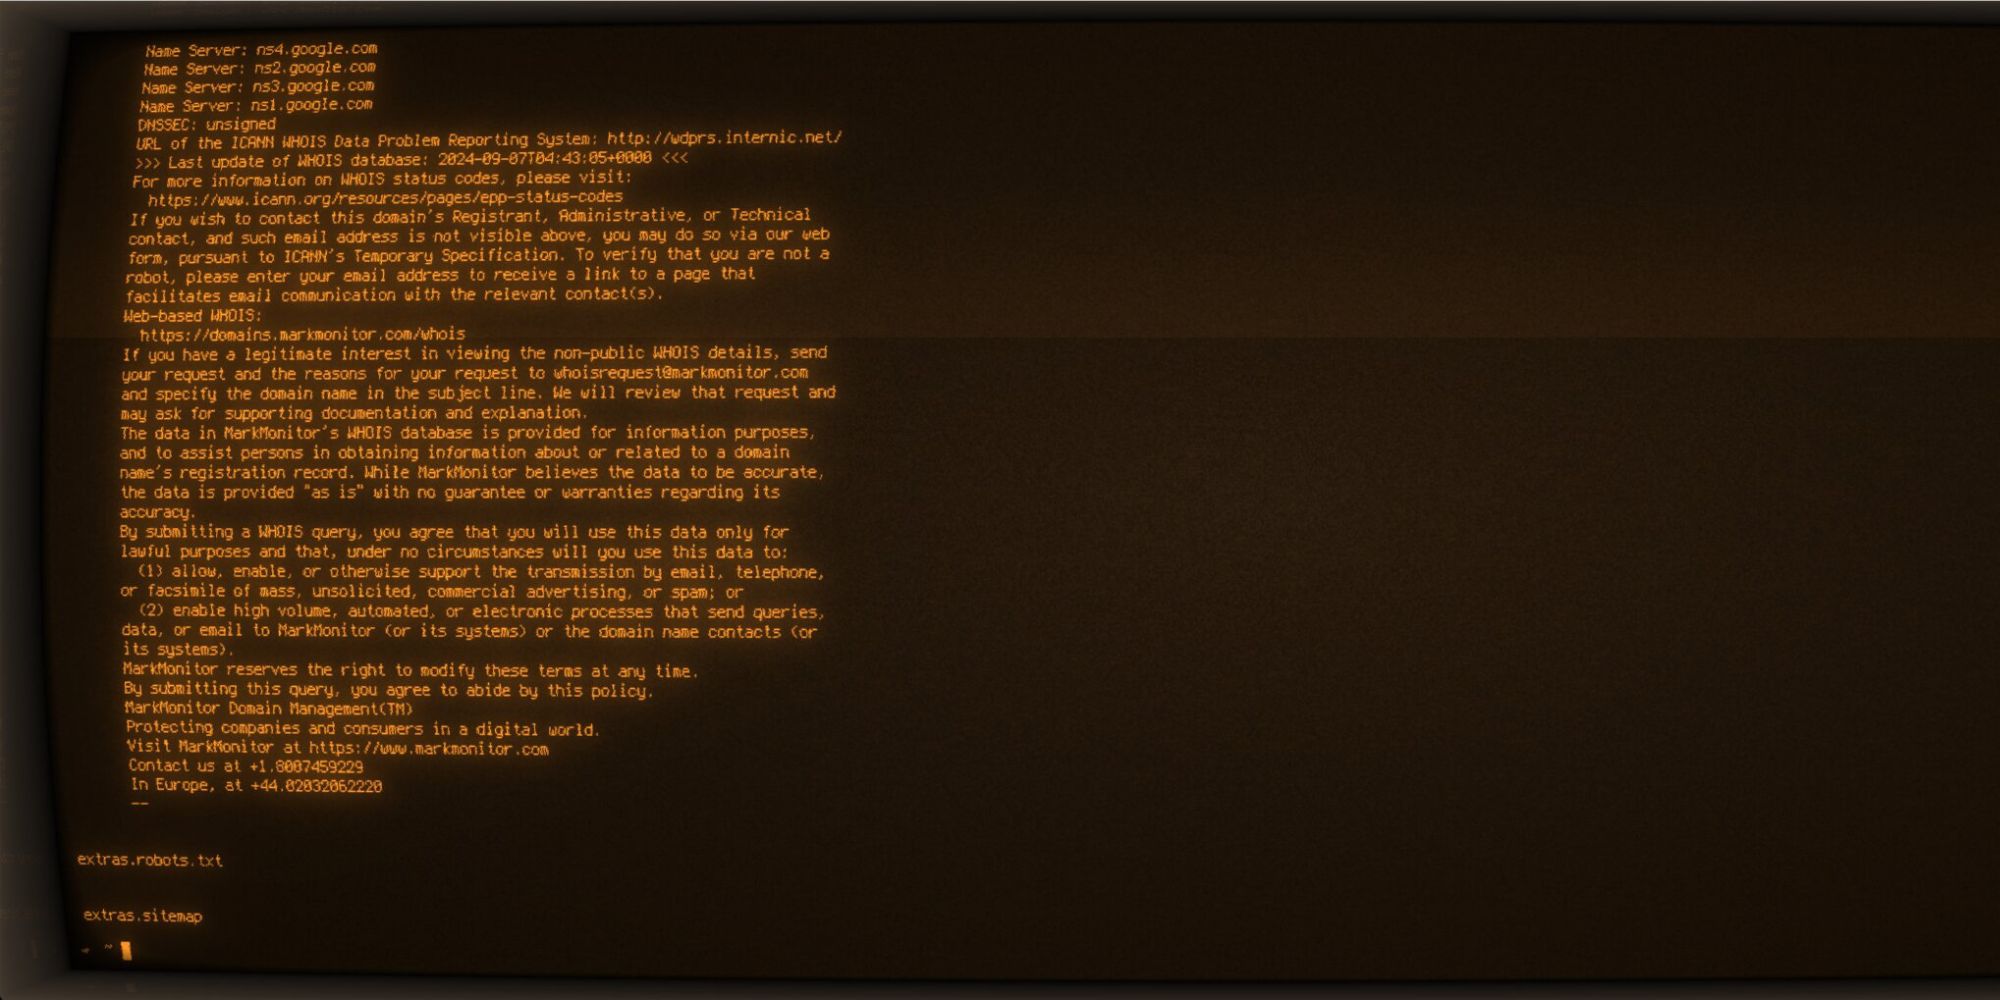 Name Server: ns4.google.com
Name Server: ns2.google.com
Name Server: ns3.google.com
Name Server: ns1.google.com
DNSSEC: unsigned
URL of the ICANN WHOIS Data Problem Reporting System: http://wdprs.internic.net/
>>> Last update of WHOIS database: 2024-09-07T04:43:05+0000 <<<
For more information on WHOIS status codes, please visit:
https://www.icann.org/resources/pages/epp-status-codes
If you wish to contact this domain's Registrant, Administrative, or Technical
contact, and such email address is not visible above, you may do so via our web
form, pursuant to ICANN's Temporary Specification. To verify that you are not a
robot, please enter your email address to receive a link to a page that
facilitates email communication with the relevant contact(s).
Web-based WHOIS:
https://domains.markmonitor.com/whois
If you have a legitimate interest in viewing the non-public WHOIS details, send
your request and the reasons for your request to whoisrequest@markmonitor.com
and specify the domain name in the subject line. We will review that request and
may ask for supporting documentation and explanation.
The data in MarkMonitor's WHOIS database is provided for information purposes,
and to assist persons in obtaining information about or related to a domain
name's registration record. While MarkMonitor believes the data to be accurate,
the data is provided "as is" with no guarantee or warranties regarding its
accuracy.
By submitting a WHOIS query, you agree that you will use this data only for
lawful purposes and that, under no circumstances will you use this data to:
(1) allow, enable, or otherwise support the transmission by email, telephone,
or facsimile of mass, unsolicited, commercial advertising, or spam; or
(2) enable high volume, automated, or electronic processes that send queries,
data, or email to MarkMonitor (or its systems) or the domain name contacts (or
its systems).
MarkMonitor reserves the right to modify these terms at any time.
By submitting this query, you agree to abide by this policy.
MarkMonitor Domain Management(TM)
Protecting companies and consumers in a digital world.
Visit MarkMonitor at https://www.markmonitor.com
Contact us at +1.8007459229
In Europe, at +44.02032062220
--
extras.robots.txt
extras.sitemap
~